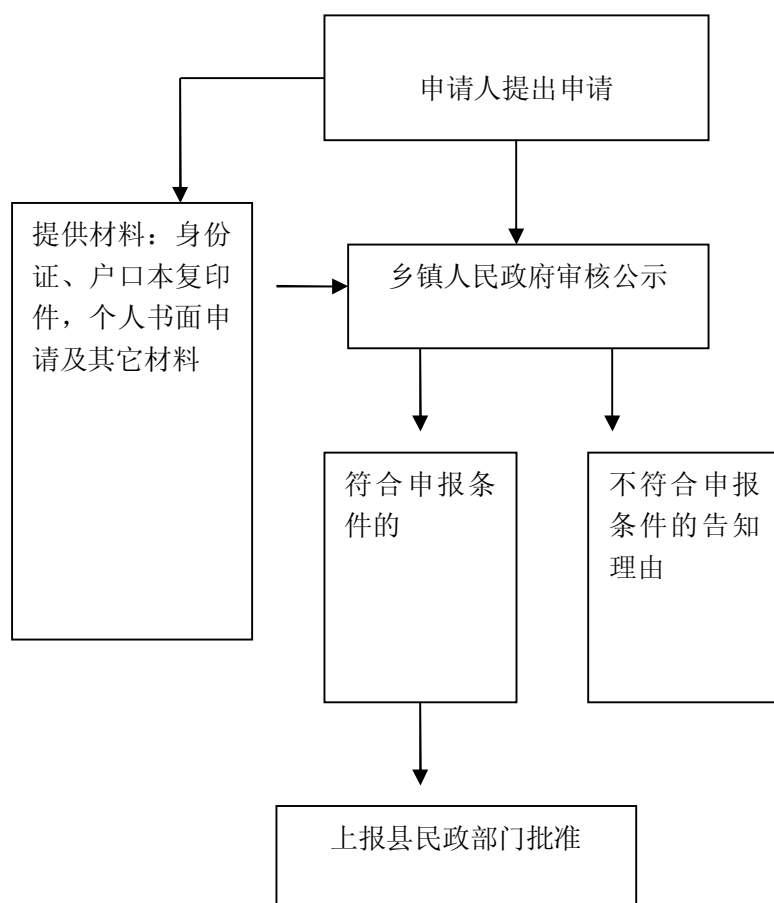 申请人提出申请
提供材料：身份
证、户口本复印
件，个人书面申
请及其它材料
乡镇人民政府审核公示
符合申报条
件的
不符合申报
条件的告知
理由
上报县民政部门批准